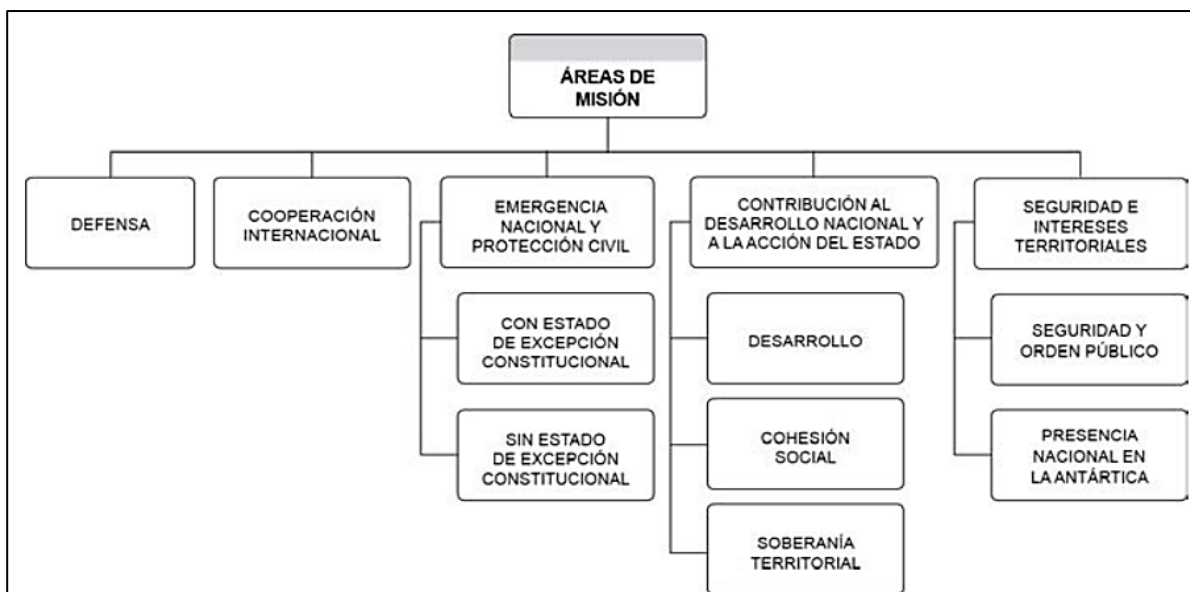 ÁREAS DE
MISIÓN
DEFENSA
COOPERACIÓN
INTERNACIONAL
EMERGENCIA
NACIONAL Y
PROTECCIÓN CIVIL
CON ESTADO
DE EXCEPCIÓN
CONSTITUCIONAL
SIN ESTADO
DE EXCEPCIÓN
CONSTITUCIONAL
CONTRIBUCIÓN AL
DESARROLLO NACIONAL Y
A LA ACCIÓN DEL ESTADO
DESARROLLO
COHESIÓN
SOCIAL
SOBERANÍA
TERRITORIAL
SEGURIDAD E
INTERESES
TERRITORIALES
SEGURIDAD Y
ORDEN PÚBLICO
PRESENCIA
NACIONAL EN
LA ANTÁRTICA